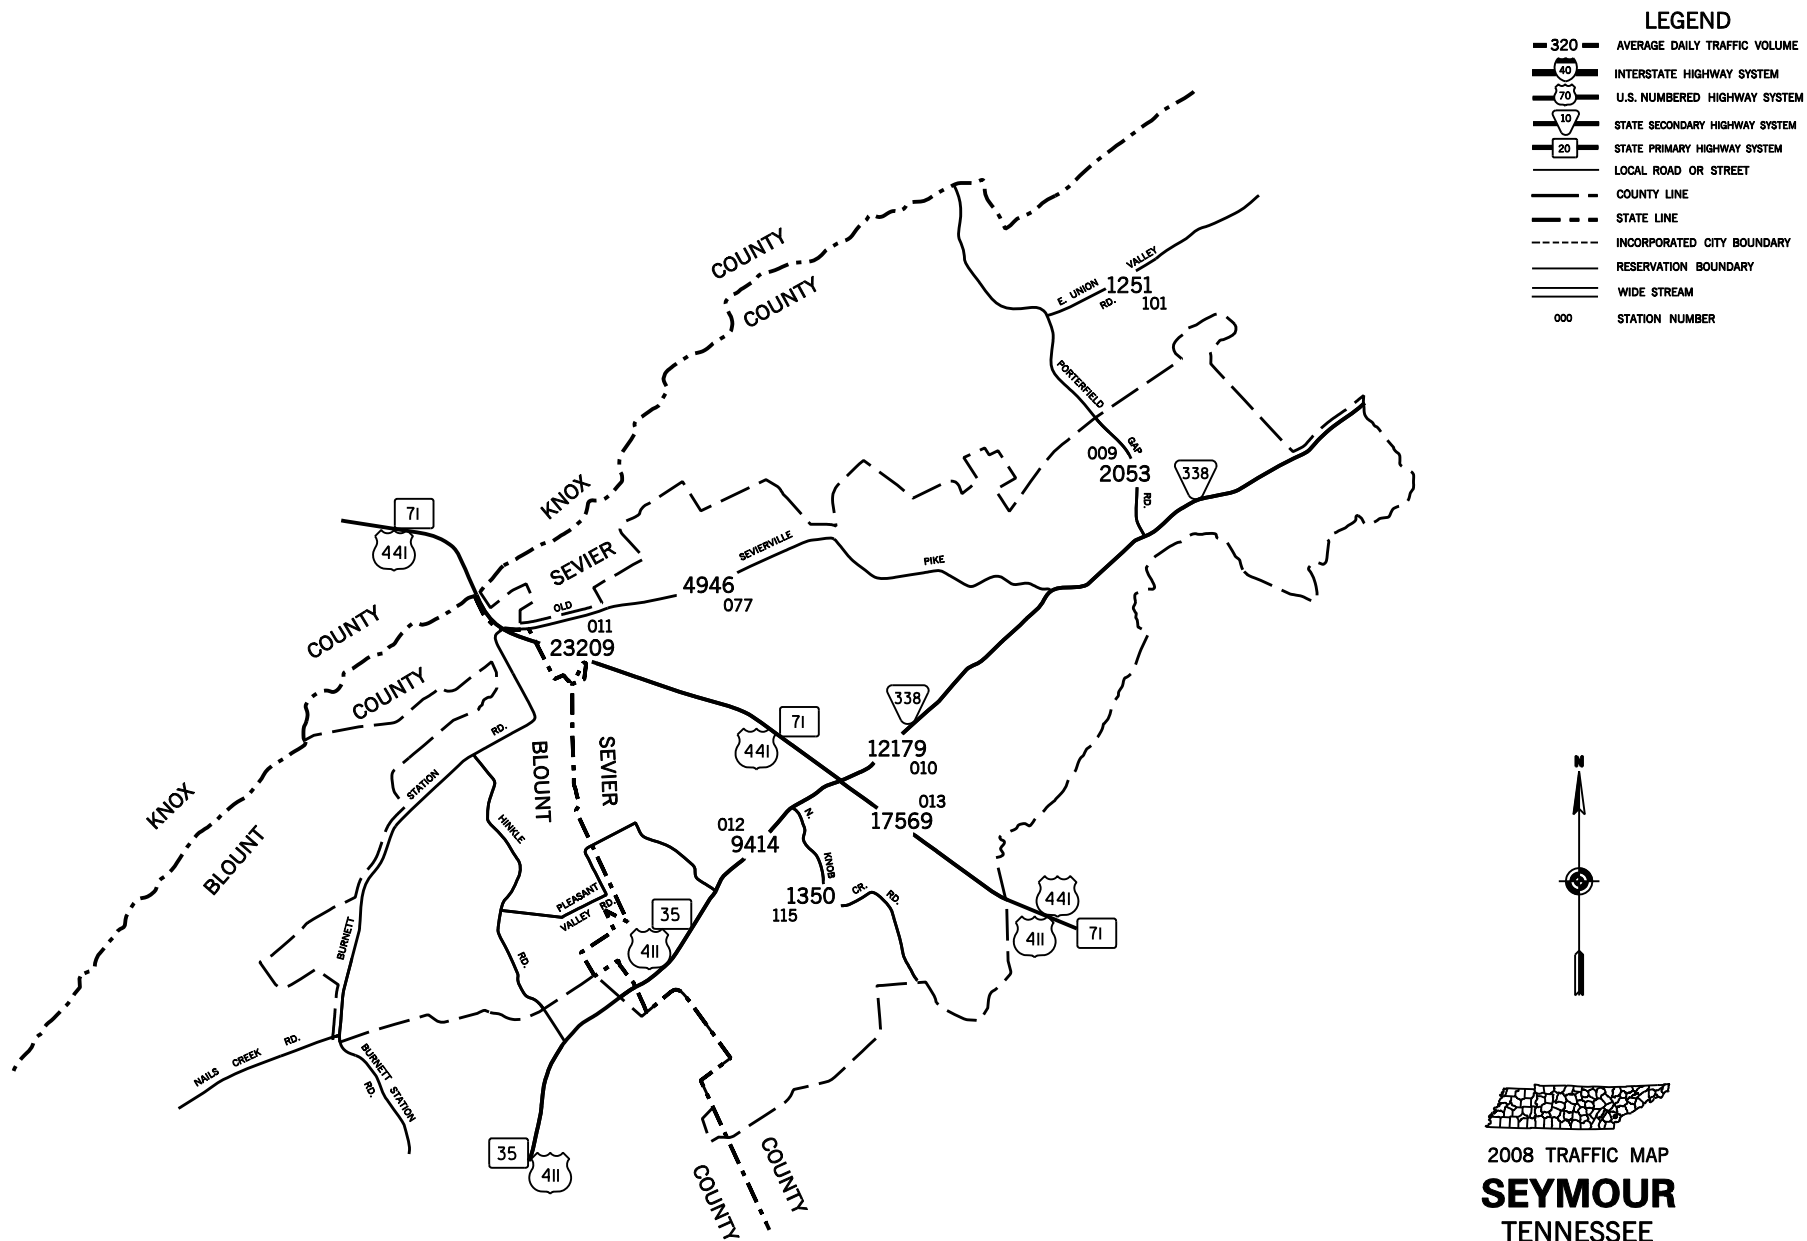 LEGEND
320 AVERAGE DAILY TRAFFIC VOLUME
40 INTERSTATE HIGHWAY SYSTEM
70 U.S. NUMBERED HIGHWAY SYSTEM
10 STATE SECONDARY HIGHWAY SYSTEM
20 STATE PRIMARY HIGHWAY SYSTEM
LOCAL ROAD OR STREET
COUNTY LINE
STATE LINE
INCORPORATED CITY BOUNDARY
RESERVATION BOUNDARY
WIDE STREAM
000 STATION NUMBER
COUNTY
COUNTY
E. UNION VALLEY RD.
1251
101
PORTERFIELD GAP RD.
009
2053
338
KNOX
SEVIER
71
441
OLD SEVIERVILLE PIKE
4946
077
011
23209
COUNTY
COUNTY
KNOX
BLOUNT
BLOUNT
SEVIER
71
441
338
12179
010
013
17569
012
9414
N. KNOB CR. RD.
1350
115
441
411
71
BURNETT STATION RD.
HINKLE RD.
PLEASANT
VALLEY RD.
35
411
NAILS CREEK RD.
BURNETT STATION
RD.
35
411
COUNTY
COUNTY
N
2008 TRAFFIC MAP
SEYMOUR
TENNESSEE